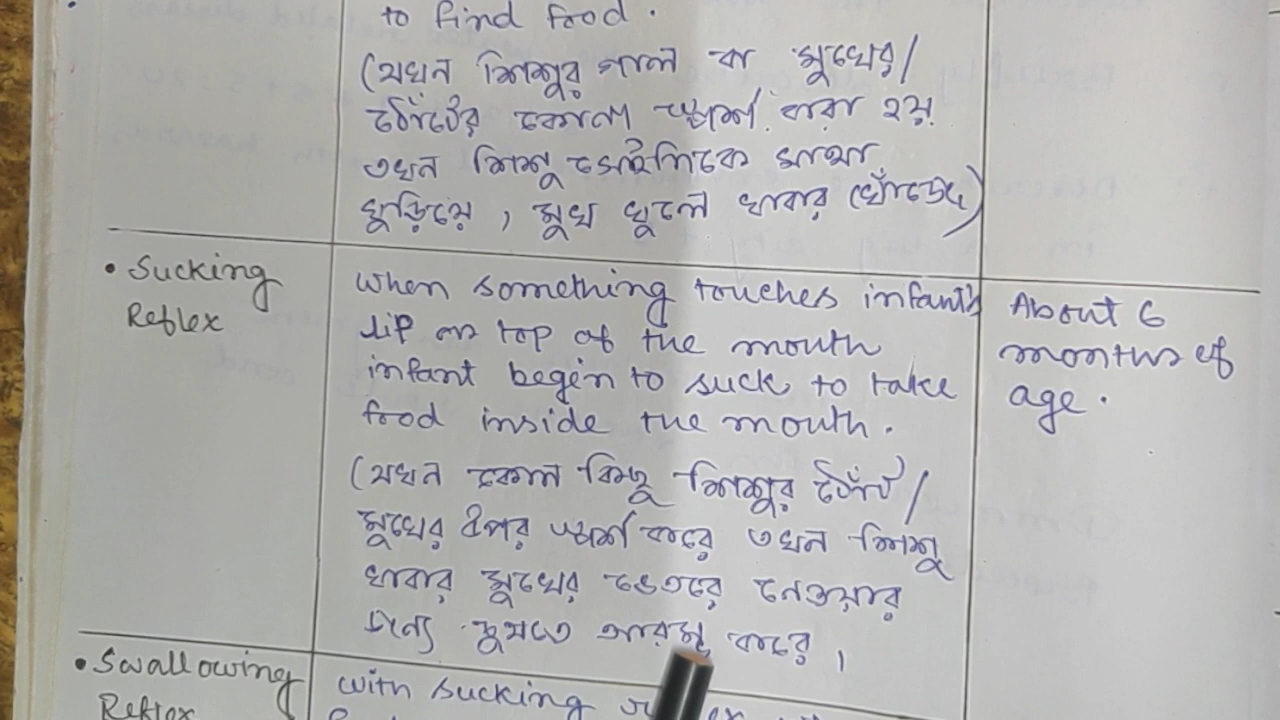 to find food.
(যখন শিশুর গাল বা মুখের/
ঠোঁটের কোনো স্পর্শ করা হয়
তখন শিশু সেইদিকে মাথা
ঘুড়িয়ে, মুখ খুলে খাবার খোঁজে)
• Sucking
Reflex
When something touches infant's
lip or top of the mouth
infant begin to suck to take
food inside the mouth.
(যখন কোন কিছু শিশুর ঠোঁট/
মুখের উপর স্পর্শ করে তখন শিশু
খাবার মুখের ভেতরে নেওয়ার
জন্য চুষতে আরম্ভ করে।
About 6
months of
age.
• Swallowing
Reflex
with sucking